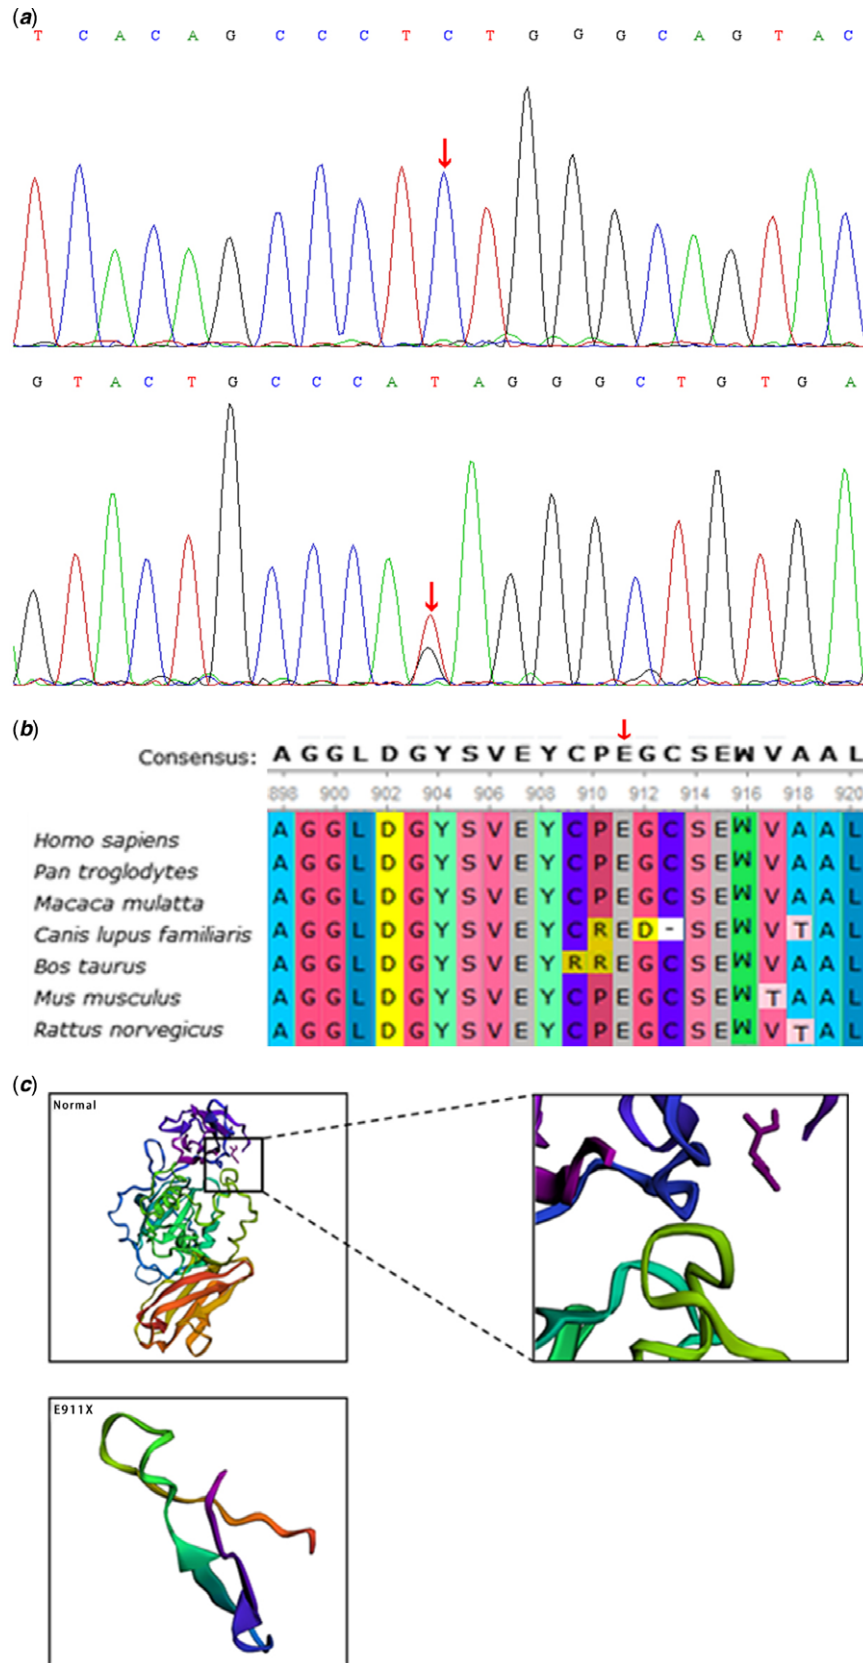 (a)
T C A C A G C C C T C T G G G C A G T A C
G T A C T G C C C A T A G G G C T G T G A
(b)
Consensus: A G G L D G Y S V E Y C P E G C S E W V A A L
898 900 902 904 906 908 910 912 914 916 918 920
Homo sapiens A G G L D G Y S V E Y C P E G C S E W V A A L
Pan troglodytes A G G L D G Y S V E Y C P E G C S E W V A A L
Macaca mulatta A G G L D G Y S V E Y C P E G C S E W V A A L
Canis lupus familiaris A G G L D G Y S V E Y C R E D - S E W V T A L
Bos taurus A G G L D G Y S V E Y R R E G C S E W V A A L
Mus musculus A G G L D G Y S V E Y C P E G C S E W T A A L
Rattus norvegicus A G G L D G Y S V E Y C P E G C S E W V T A L
(c)
Normal
E911X